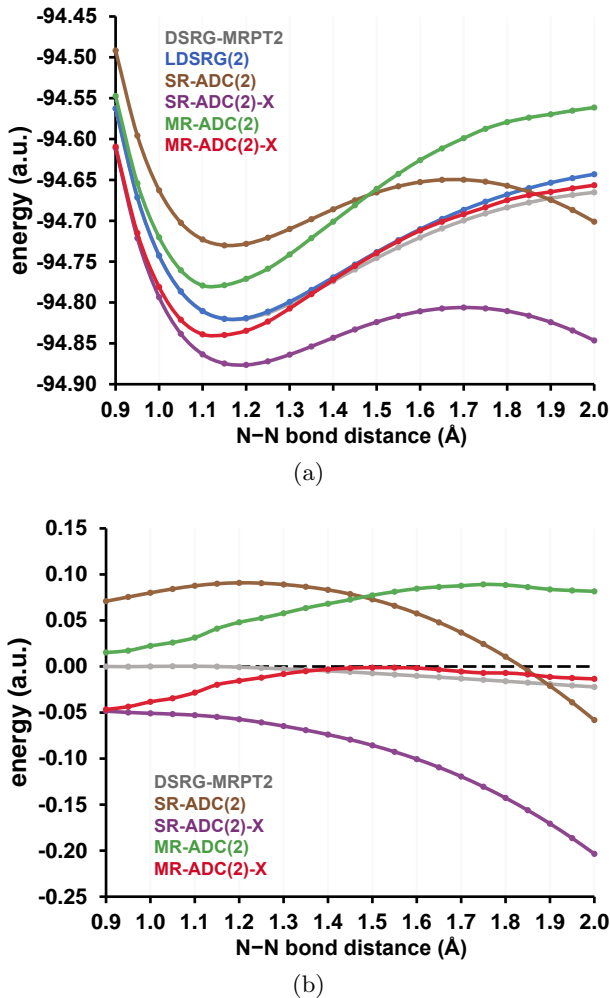 -94.45
-94.50
-94.55
-94.60
-94.65
-94.70
-94.75
-94.80
-94.85
-94.90
energy (a.u.)
DSRG-MRPT2
LDSRG(2)
SR-ADC(2)
SR-ADC(2)-X
MR-ADC(2)
MR-ADC(2)-X
0.9 1.0 1.1 1.2 1.3 1.4 1.5 1.6 1.7 1.8 1.9 2.0
N−N bond distance (Å)
(a)
0.15
0.10
0.05
0.00
-0.05
-0.10
-0.15
-0.20
-0.25
energy (a.u.)
DSRG-MRPT2
SR-ADC(2)
SR-ADC(2)-X
MR-ADC(2)
MR-ADC(2)-X
0.9 1.0 1.1 1.2 1.3 1.4 1.5 1.6 1.7 1.8 1.9 2.0
N−N bond distance (Å)
(b)